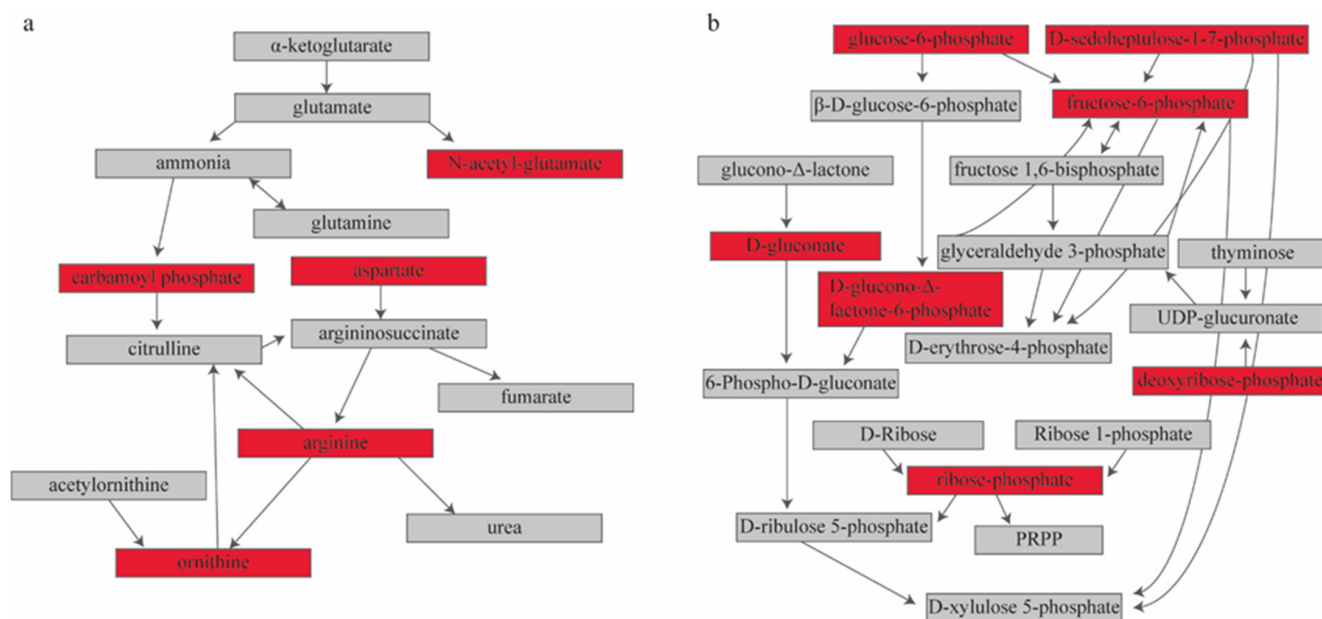 a
α-ketoglutarate
glutamate
ammonia
N-acetyl-glutamate
glutamine
carbamoyl phosphate
aspartate
citrulline
argininosuccinate
fumarate
arginine
acetylornithine
urea
ornithine
b
glucose-6-phosphate
D-sedoheptulose-1-7-phosphate
β-D-glucose-6-phosphate
fructose-6-phosphate
glucono-Δ-lactone
fructose 1,6-bisphosphate
D-gluconate
glyceraldehyde 3-phosphate
thyminose
D-glucono-Δ-
lactone-6-phosphate
UDP-glucuronate
D-erythrose-4-phosphate
6-Phospho-D-gluconate
deoxyribose-phosphate
D-Ribose
Ribose 1-phosphate
ribose-phosphate
D-ribulose 5-phosphate
PRPP
D-xylulose 5-phosphate